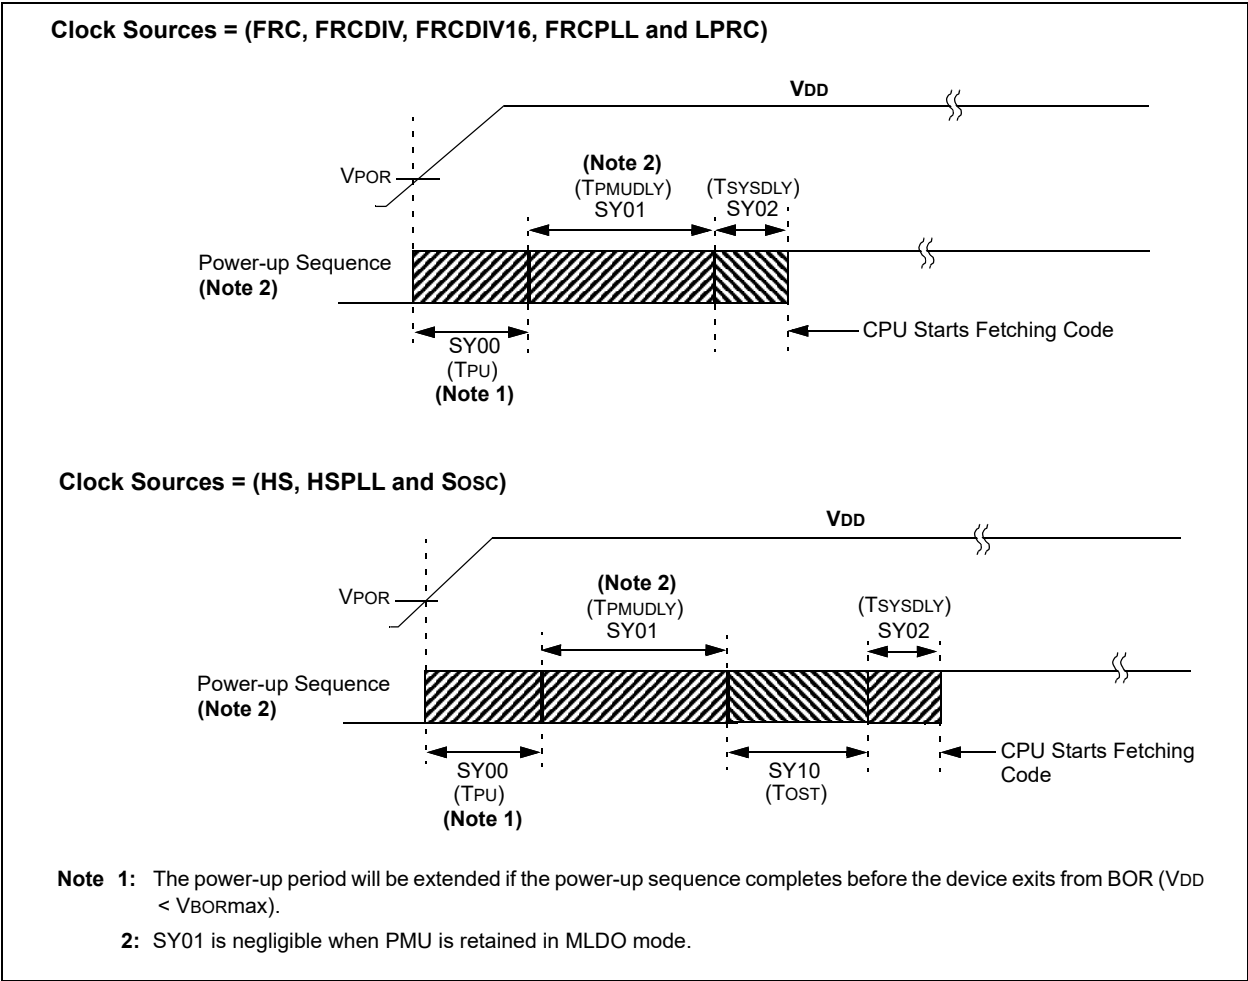 Clock Sources = (FRC, FRCDIV, FRCDIV16, FRCPLL and LPRC)
VDD
VPOR
(Note 2)
(TPMUDLY)
SY01
(TSYSDLY)
SY02
Power-up Sequence
(Note 2)
CPU Starts Fetching Code
SY00
(TPU)
(Note 1)
Clock Sources = (HS, HSPLL and SOSC)
VDD
VPOR
(Note 2)
(TPMUDLY)
SY01
(TSYSDLY)
SY02
Power-up Sequence
(Note 2)
SY00
(TPU)
(Note 1)
SY10
(TOST)
CPU Starts Fetching
Code
Note 1: The power-up period will be extended if the power-up sequence completes before the device exits from BOR (VDD
< VBORmax).
2: SY01 is negligible when PMU is retained in MLDO mode.